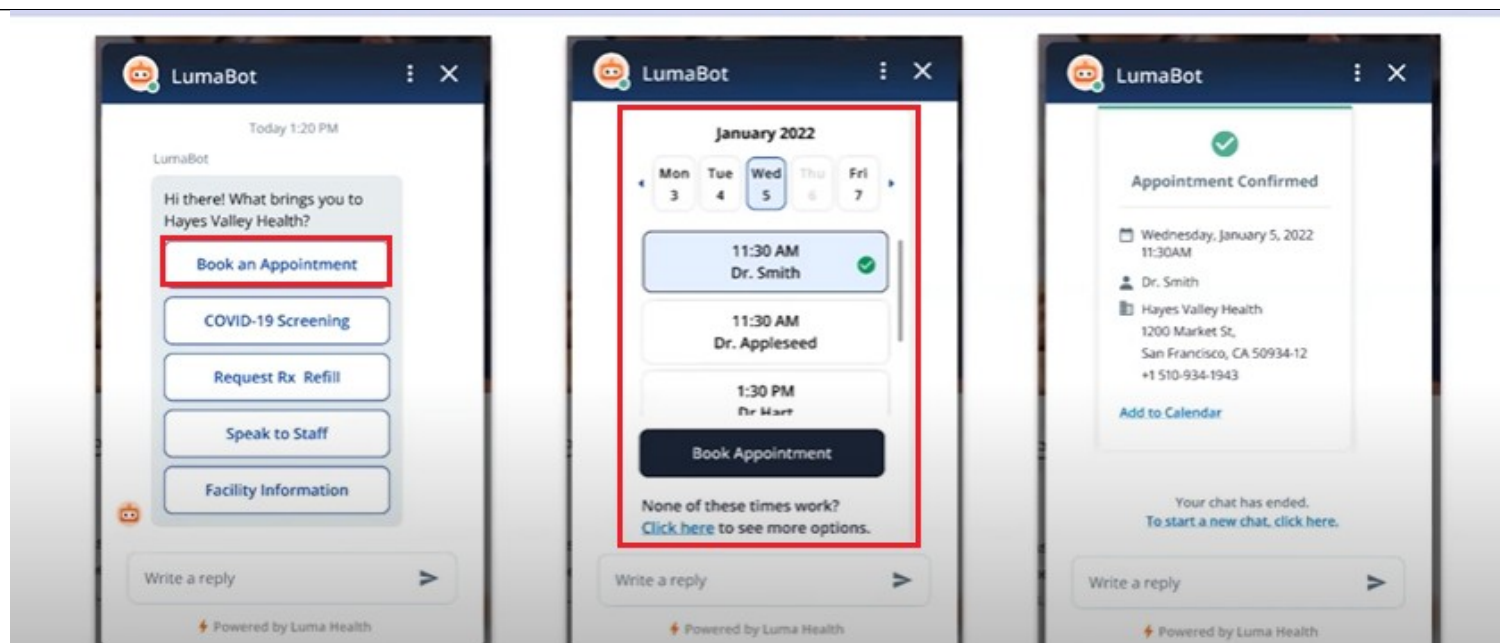 LumaBot
Today 1:20 PM
LumaBot
Hi there! What brings you to
Hayes Valley Health?
Book an Appointment
COVID-19 Screening
Request Rx Refill
Speak to Staff
Facility Information
Write a reply
Powered by Luma Health
LumaBot
January 2022
Mon Tue Wed Thu Fri
3 4 5 6 7
11:30 AM
Dr. Smith
11:30 AM
Dr. Appleseed
1:30 PM
Dr Hart
Book Appointment
None of these times work?
Click here to see more options.
Write a reply
Powered by Luma Health
LumaBot
Appointment Confirmed
Wednesday, January 5, 2022
11:30AM
Dr. Smith
Hayes Valley Health
1200 Market St,
San Francisco, CA 50934-12
+1 510-934-1943
Add to Calendar
Your chat has ended.
To start a new chat, click here.
Write a reply
Powered by Luma Health